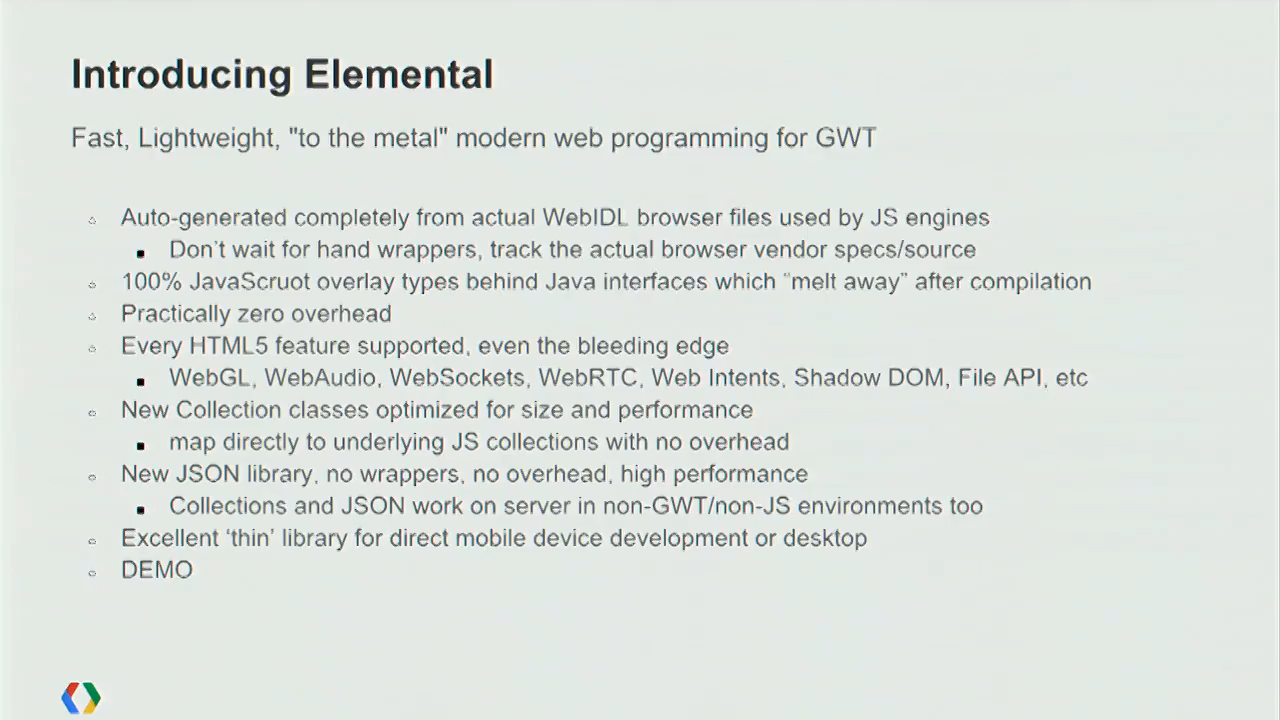 Introducing Elemental
Fast, Lightweight, "to the metal" modern web programming for GWT
Auto-generated completely from actual WebIDL browser files used by JS engines
Don’t wait for hand wrappers, track the actual browser vendor specs/source
100% JavaScruot overlay types behind Java interfaces which “melt away” after compilation
Practically zero overhead
Every HTML5 feature supported, even the bleeding edge
WebGL, WebAudio, WebSockets, WebRTC, Web Intents, Shadow DOM, File API, etc
New Collection classes optimized for size and performance
map directly to underlying JS collections with no overhead
New JSON library, no wrappers, no overhead, high performance
Collections and JSON work on server in non-GWT/non-JS environments too
Excellent ‘thin’ library for direct mobile device development or desktop
DEMO